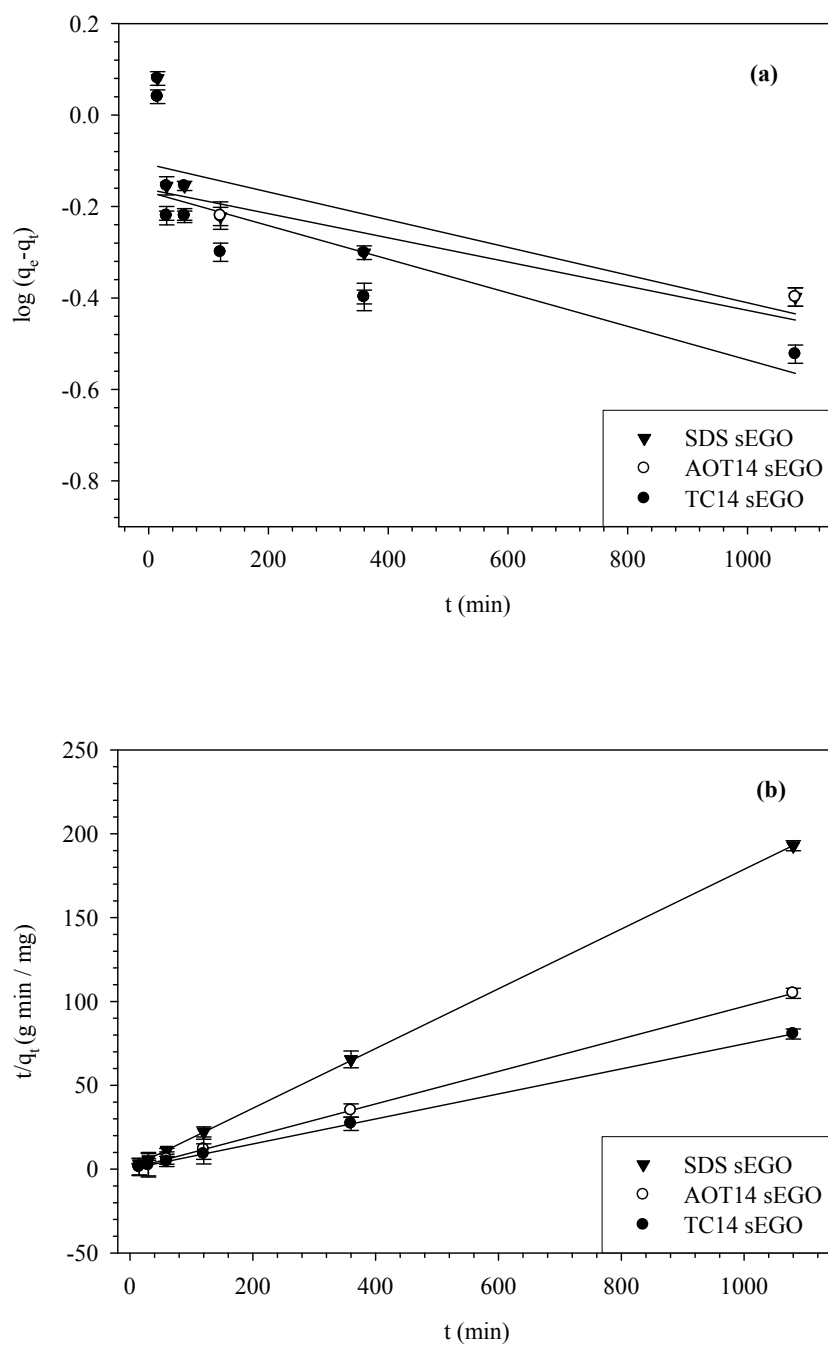 (a)
0.2
0.0
-0.2
-0.4
-0.6
-0.8
log (qe-qt)
SDS sEGO
AOT14 sEGO
TC14 sEGO
0 200 400 600 800 1000
t (min)
(b)
250
200
150
100
50
0
-50
t/qt (g min / mg)
SDS sEGO
AOT14 sEGO
TC14 sEGO
0 200 400 600 800 1000
t (min)